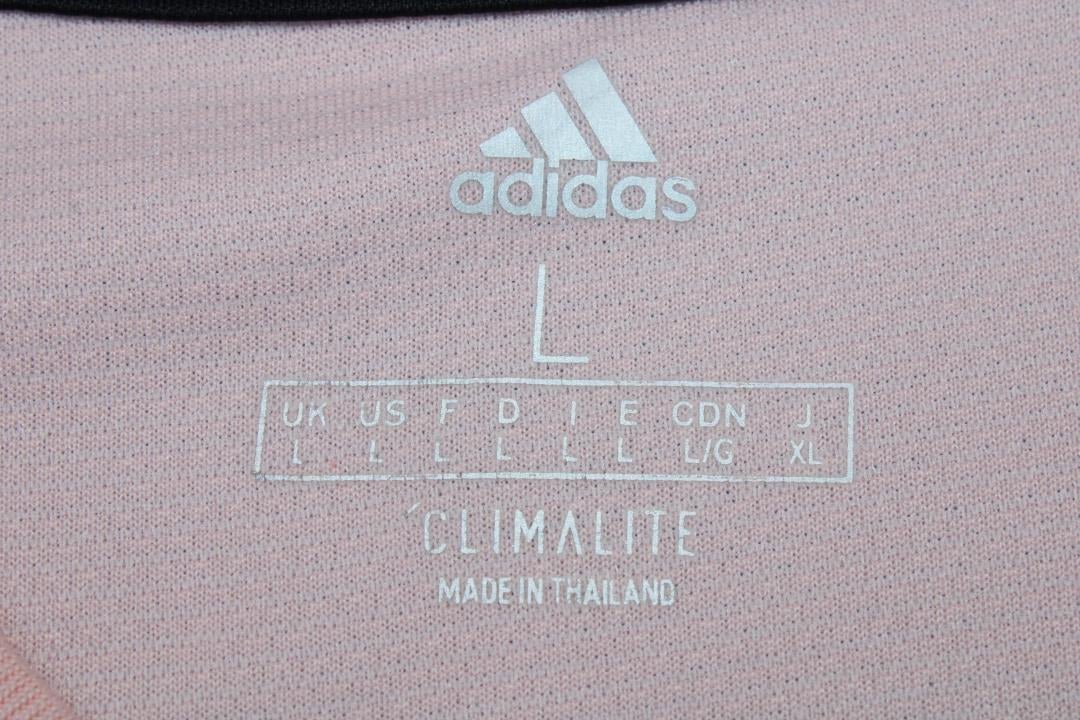 adidas
L
UK US F D I E CDN J
L L L L L L L/G XL
CLIMALITE
MADE IN THAILAND